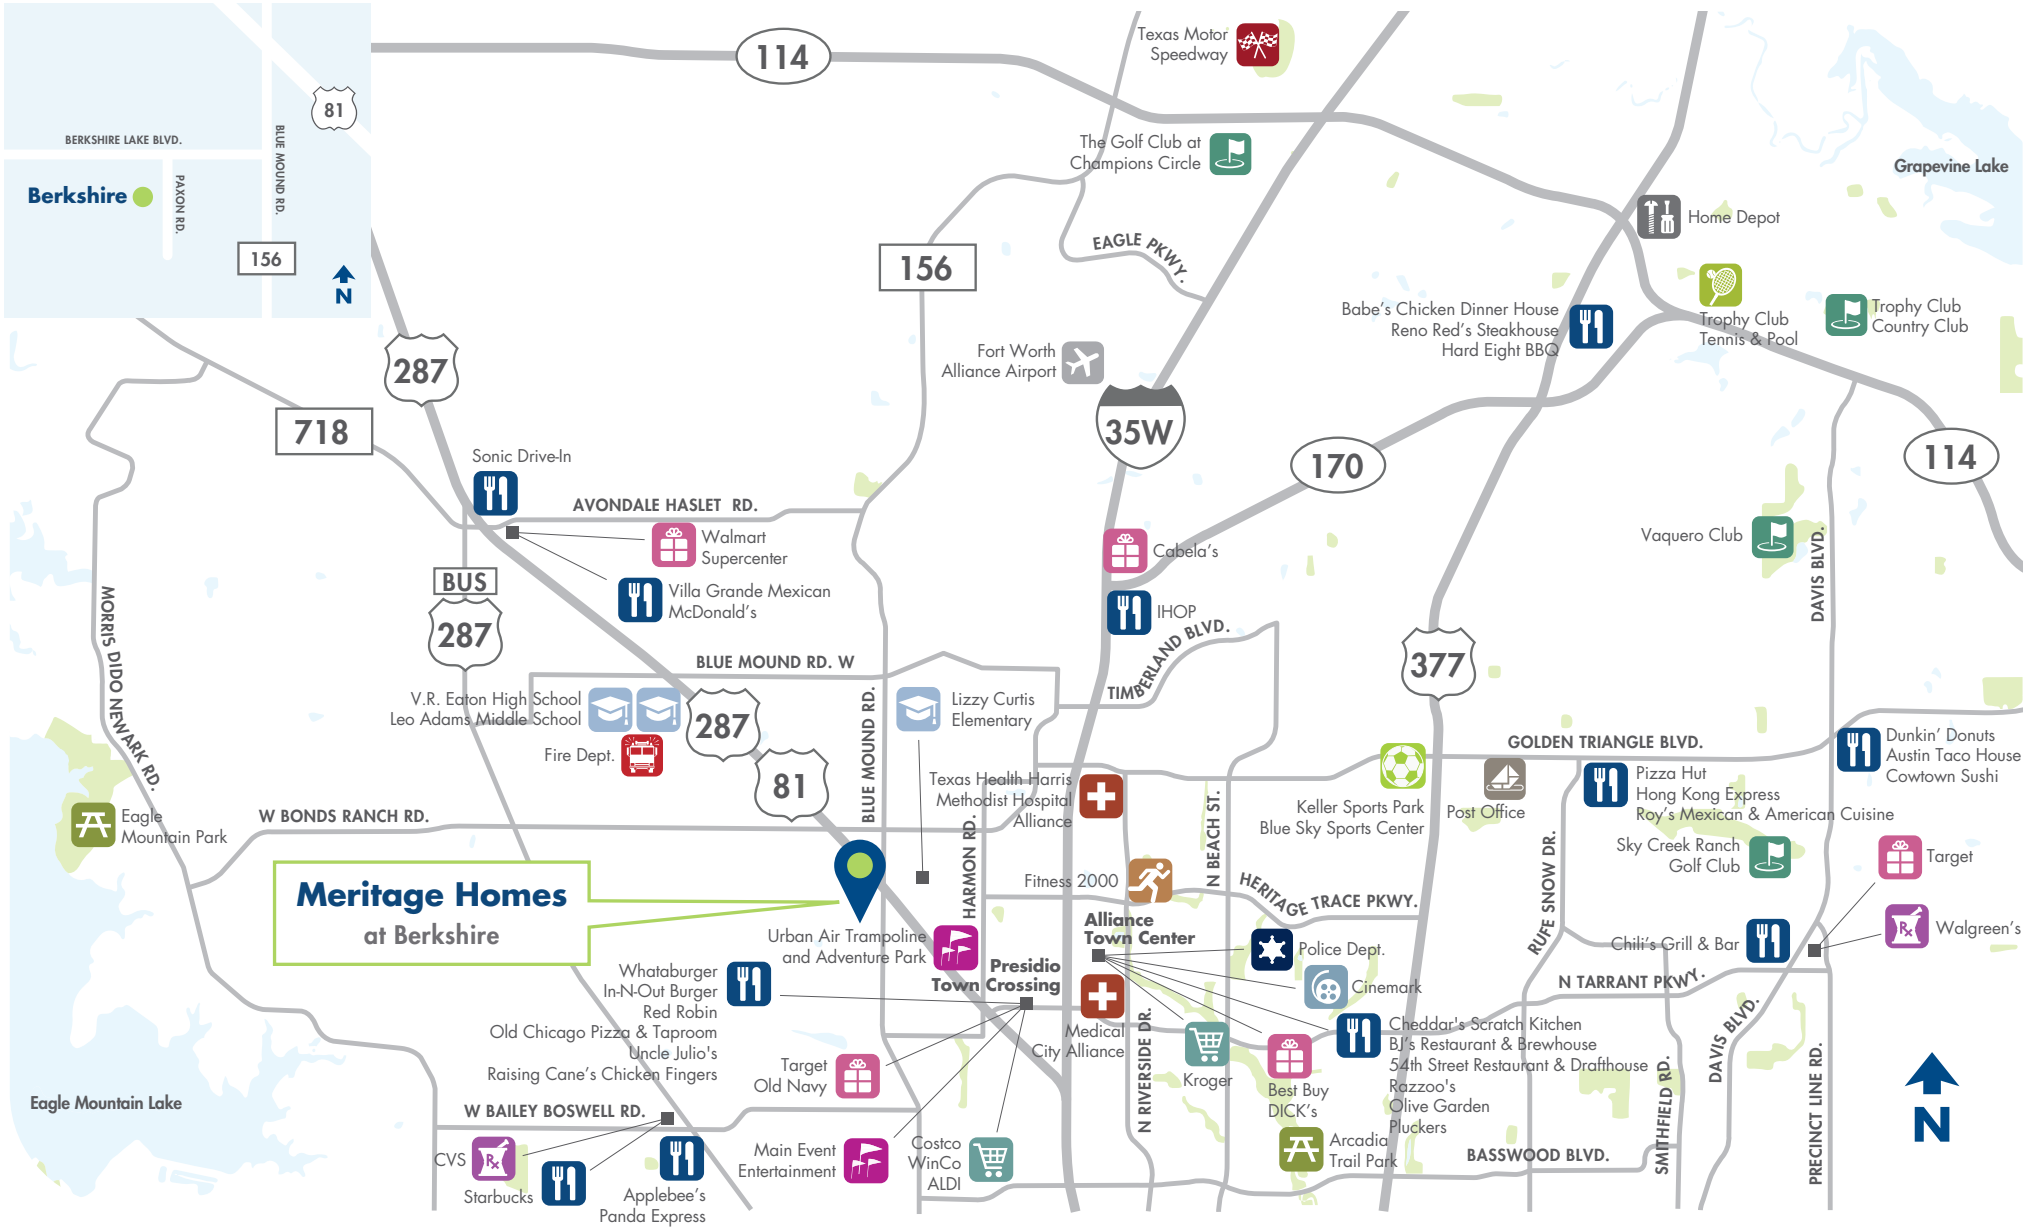 81
BERKSHIRE LAKE BLVD.
BLUE MOUND RD.
PAXON RD.
Berkshire
156
N
114
Texas Motor
Speedway
The Golf Club at
Champions Circle
Grapevine Lake
Home Depot
EAGLE PKWY.
156
Trophy Club
Tennis & Pool
Trophy Club
Country Club
Babe's Chicken Dinner House
Reno Red's Steakhouse
Hard Eight BBQ
Fort Worth
Alliance Airport
287
718
35W
170
114
Sonic Drive-In
AVONDALE HASLET RD.
Walmart
Supercenter
Villa Grande Mexican
McDonald's
Cabela's
IHOP
Vaquero Club
DAVIS BLVD.
BUS
287
MORRIS DIDO NEWARK RD.
TIMBERLAND BLVD.
377
BLUE MOUND RD. W
V.R. Eaton High School
Leo Adams Middle School
Fire Dept.
287
81
BLUE MOUND RD.
Lizzy Curtis
Elementary
GOLDEN TRIANGLE BLVD.
Dunkin' Donuts
Austin Taco House
Cowtown Sushi
Texas Health Harris
Methodist Hospital
Alliance
N BEACH ST.
Keller Sports Park
Blue Sky Sports Center
Post Office
Pizza Hut
Hong Kong Express
Roy's Mexican & American Cuisine
Eagle
Mountain Park
W BONDS RANCH RD.
HARMON RD.
Sky Creek Ranch
Golf Club
Target
Fitness 2000
HERITAGE TRACE PKWY.
RUFE SNOW DR.
Meritage Homes
at Berkshire
Urban Air Trampoline
and Adventure Park
Alliance
Town Center
Police Dept.
Chili's Grill & Bar
Rx
Walgreen's
Presidio
Town Crossing
Cinemark
N TARRANT PKWY.
Whataburger
In-N-Out Burger
Red Robin
Old Chicago Pizza & Taproom
Uncle Julio's
Raising Cane's Chicken Fingers
Medical
City Alliance
N RIVERSIDE DR.
Kroger
Best Buy
DICK's
Cheddar's Scratch Kitchen
BJ's Restaurant & Brewhouse
54th Street Restaurant & Drafthouse
Razzoo's
Olive Garden
Pluckers
Target
Old Navy
SMITHFIELD RD.
DAVIS BLVD.
PRECINCT LINE RD.
N
Eagle Mountain Lake
W BAILEY BOSWELL RD.
CVS
Rx
Starbucks
Applebee's
Panda Express
Main Event
Entertainment
Costco
WinCo
ALDI
Arcadia
Trail Park
BASSWOOD BLVD.